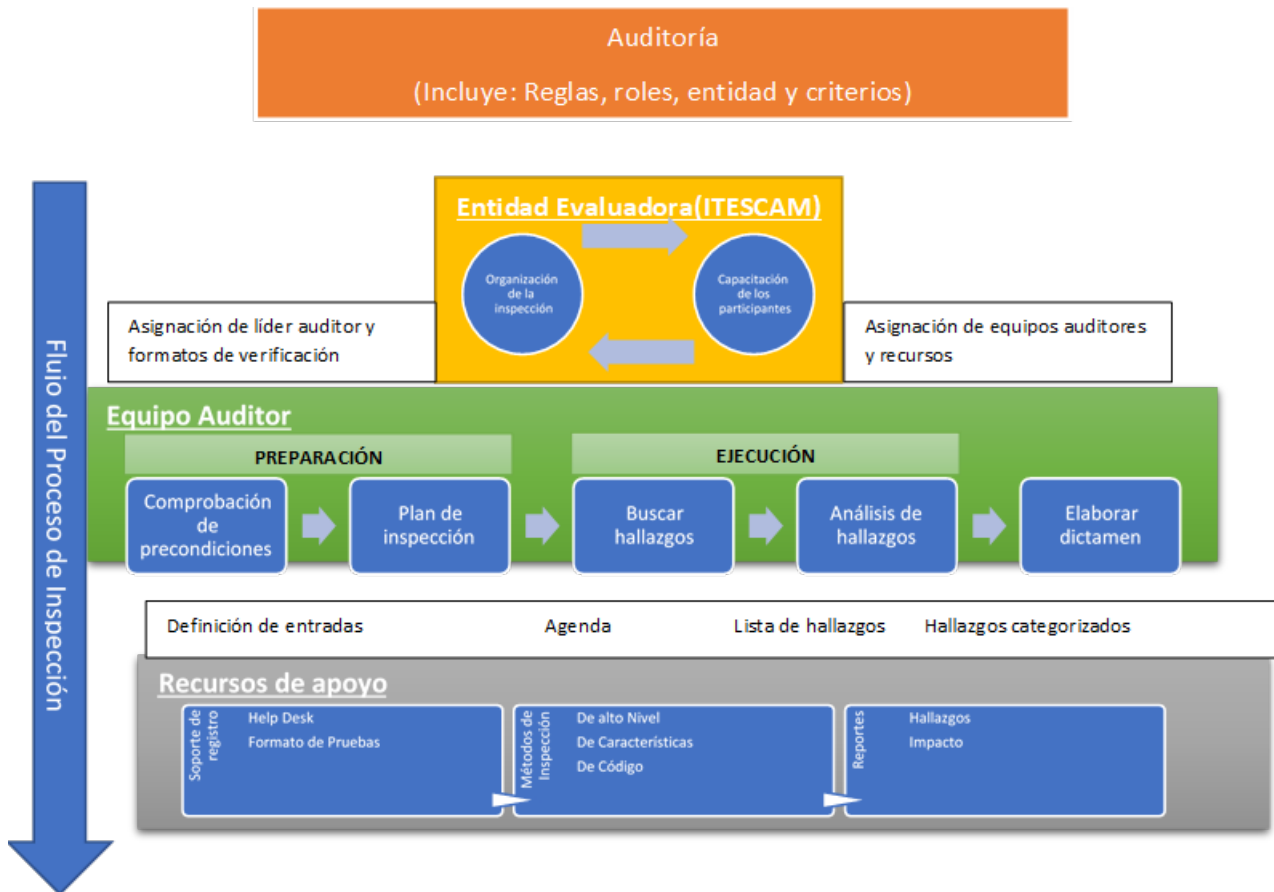 Auditoría
(Incluye: Reglas, roles, entidad y criterios)
Flujo del Proceso de Inspección
Entidad Evaluadora(ITESCAM)
Organización
de la
inspección
Capacitación
de los
participantes
Asignación de líder auditor y
formatos de verificación
Asignación de equipos auditores
y recursos
Equipo Auditor
PREPARACIÓN
EJECUCIÓN
Comprobación
de
precondiciones
Plan de
inspección
Buscar
hallazgos
Análisis de
hallazgos
Elaborar
dictamen
Definición de entradas
Agenda
Lista de hallazgos
Hallazgos categorizados
Recursos de apoyo
Soporte de
registro
Help Desk
Formato de Pruebas
Métodos de
Inspección
De alto Nivel
De Características
De Código
Reportes
Hallazgos
Impacto